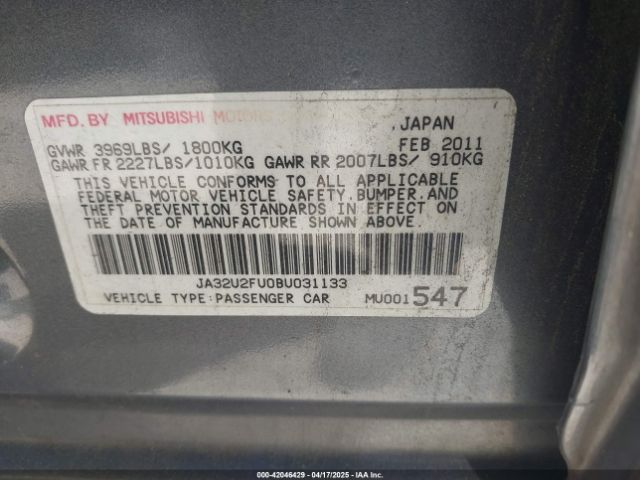 MFD. BY MITSUBISHI MOTORS , JAPAN
GVWR 3969LBS/ 1800KG FEB 2011
GAWR FR 2227LBS/1010KG GAWR RR 2007LBS/ 910KG
THIS VEHICLE CONFORMS TO ALL APPLICABLE
FEDERAL MOTOR VEHICLE SAFETY, BUMPER, AND
THEFT PREVENTION STANDARDS IN EFFECT ON
THE DATE OF MANUFACTURE SHOWN ABOVE.
JA32U2FU0BU031133
VEHICLE TYPE:PASSENGER CAR MU001547
000-42046429 - 04/17/2025 - IAA Inc.